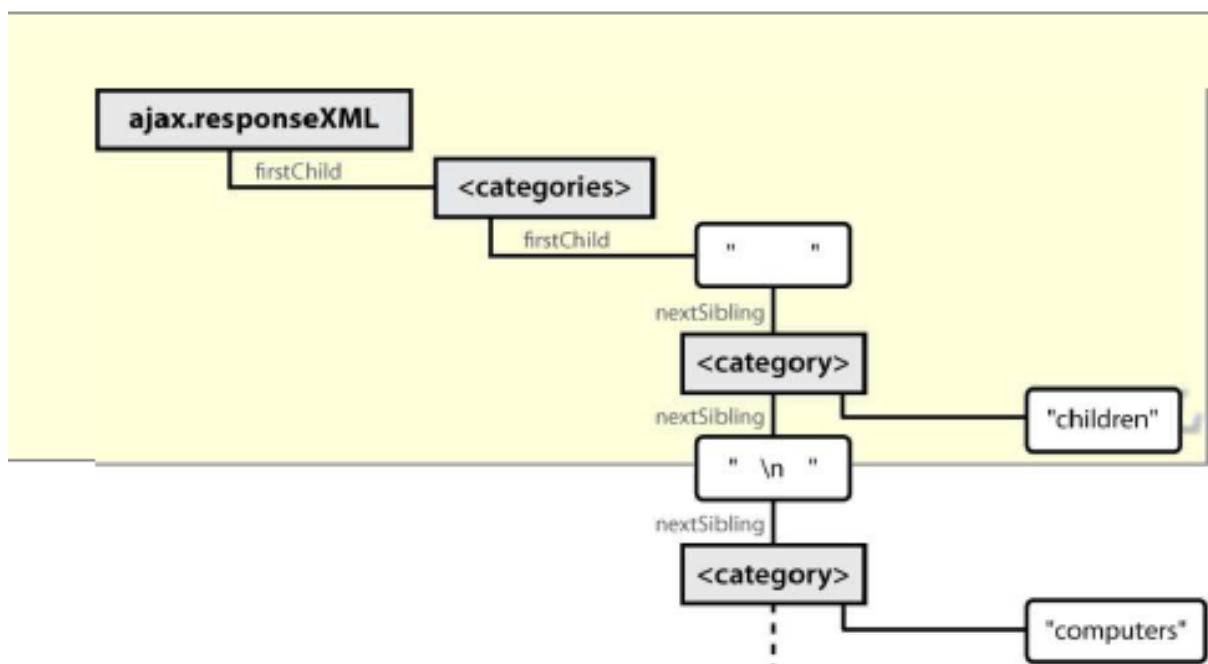 ajax.responseXML
firstChild
<categories>
firstChild
" "
nextSibling
<category>
nextSibling
"children"
" \n "
nextSibling
<category>
"computers"